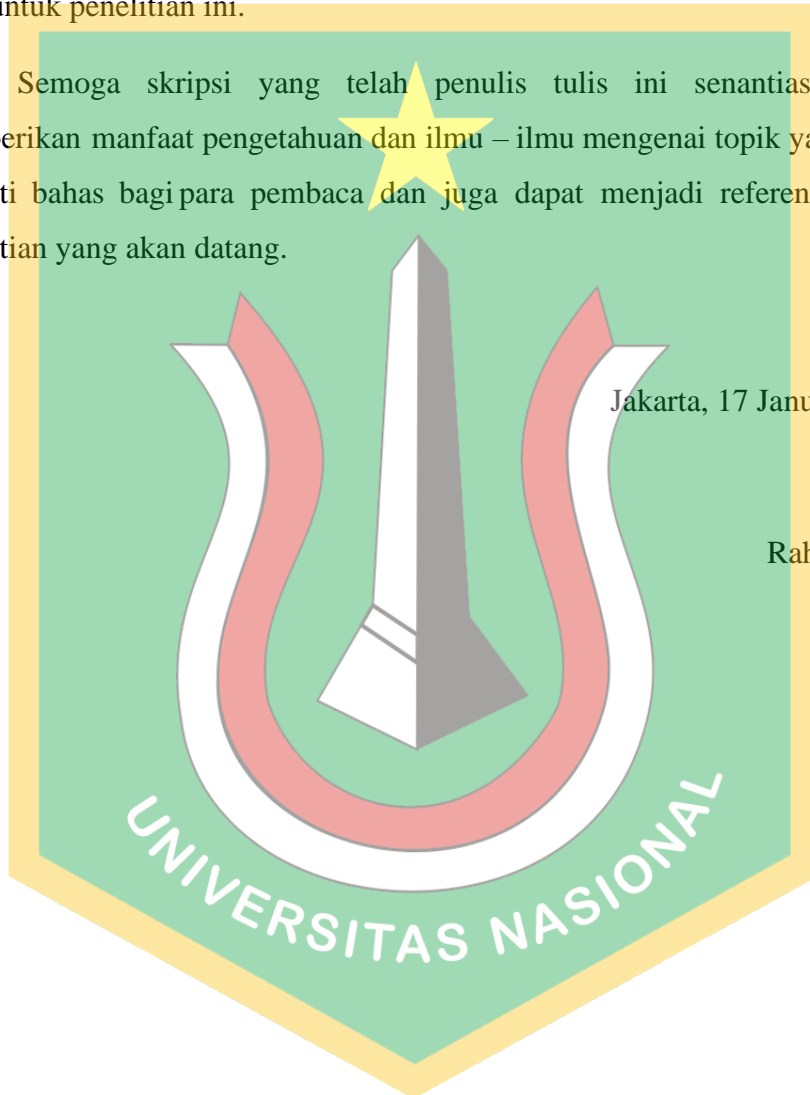 untuk penelitian ini.
Semoga skripsi yang telah penulis tulis ini senantias
erikan manfaat pengetahuan dan ilmu – ilmu mengenai topik ya
ti bahas bagi para pembaca dan juga dapat menjadi referen
tian yang akan datang.
Jakarta, 17 Janu
Rah
UNIVERSITAS NASIONAL